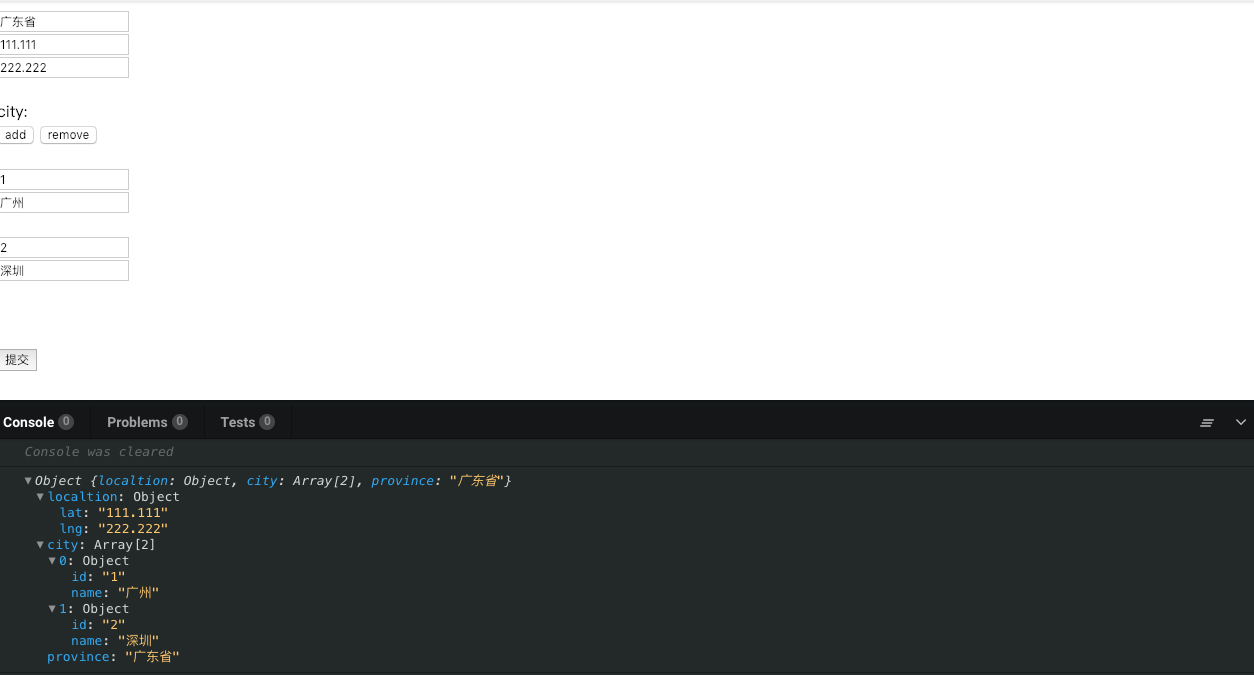 广东省
111.111
222.222
city:
add remove
1
广州
2
深圳
提交
Console 0 Problems 0 Tests 0
Console was cleared
▼Object {localtion: Object, city: Array[2], province: "广东省"}
▼localtion: Object
lat: "111.111"
lng: "222.222"
▼city: Array[2]
▼0: Object
id: "1"
name: "广州"
▼1: Object
id: "2"
name: "深圳"
province: "广东省"